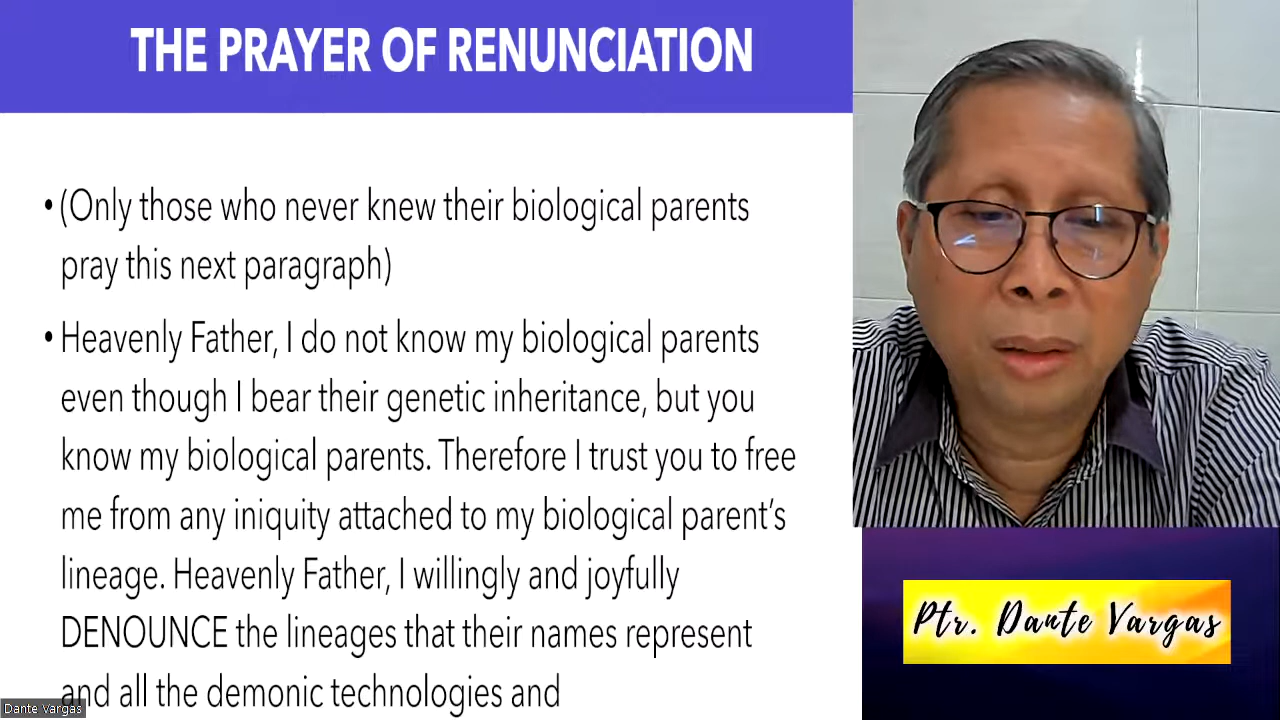 THE PRAYER OF RENUNCIATION
• (Only those who never knew their biological parents
pray this next paragraph)
• Heavenly Father, I do not know my biological parents
even though I bear their genetic inheritance, but you
know my biological parents. Therefore I trust you to free
me from any iniquity attached to my biological parent’s
lineage. Heavenly Father, I willingly and joyfully
DENOUNCE the lineages that their names represent
and all the demonic technologies and
Ptr. Dante Vargas
Dante Vargas